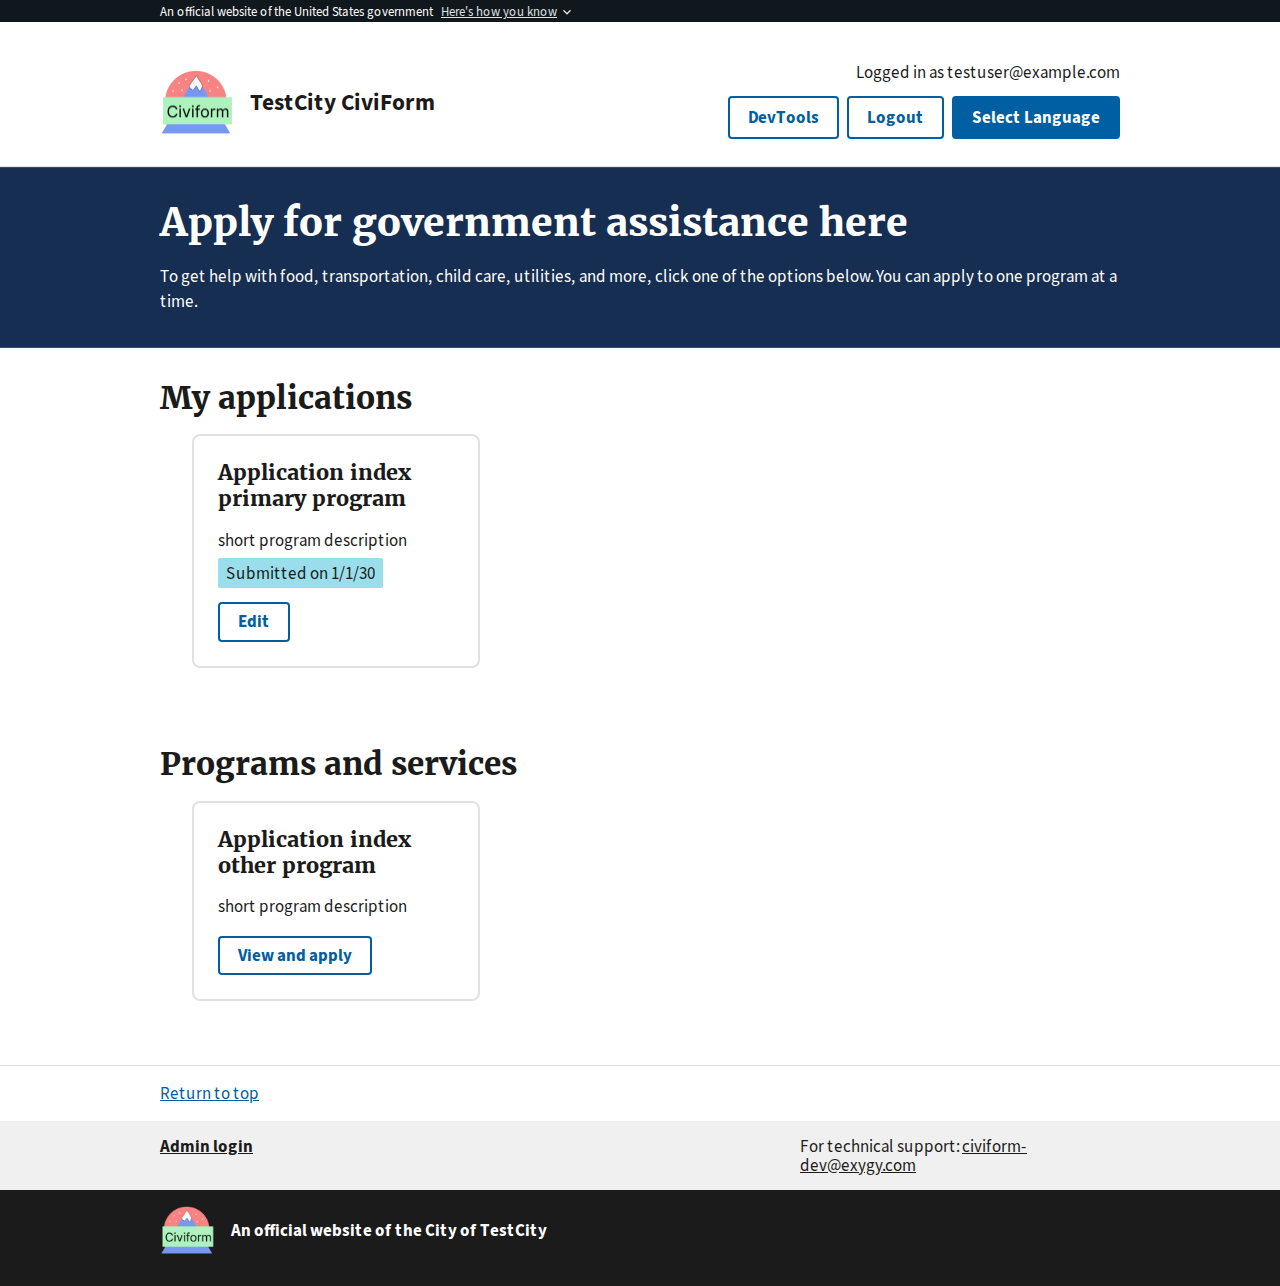 An official website of the United States government Here's how you know
Logged in as testuser@example.com
Civiform
TestCity CiviForm
DevTools
Logout
Select Language
Apply for government assistance here
To get help with food, transportation, child care, utilities, and more, click one of the options below. You can apply to one program at a
time.
My applications
Application index
primary program
short program description
Submitted on 1/1/30
Edit
Programs and services
Application index
other program
short program description
View and apply
Return to top
Admin login
For technical support: civiform-
dev@exygy.com
Civiform
An official website of the City of TestCity